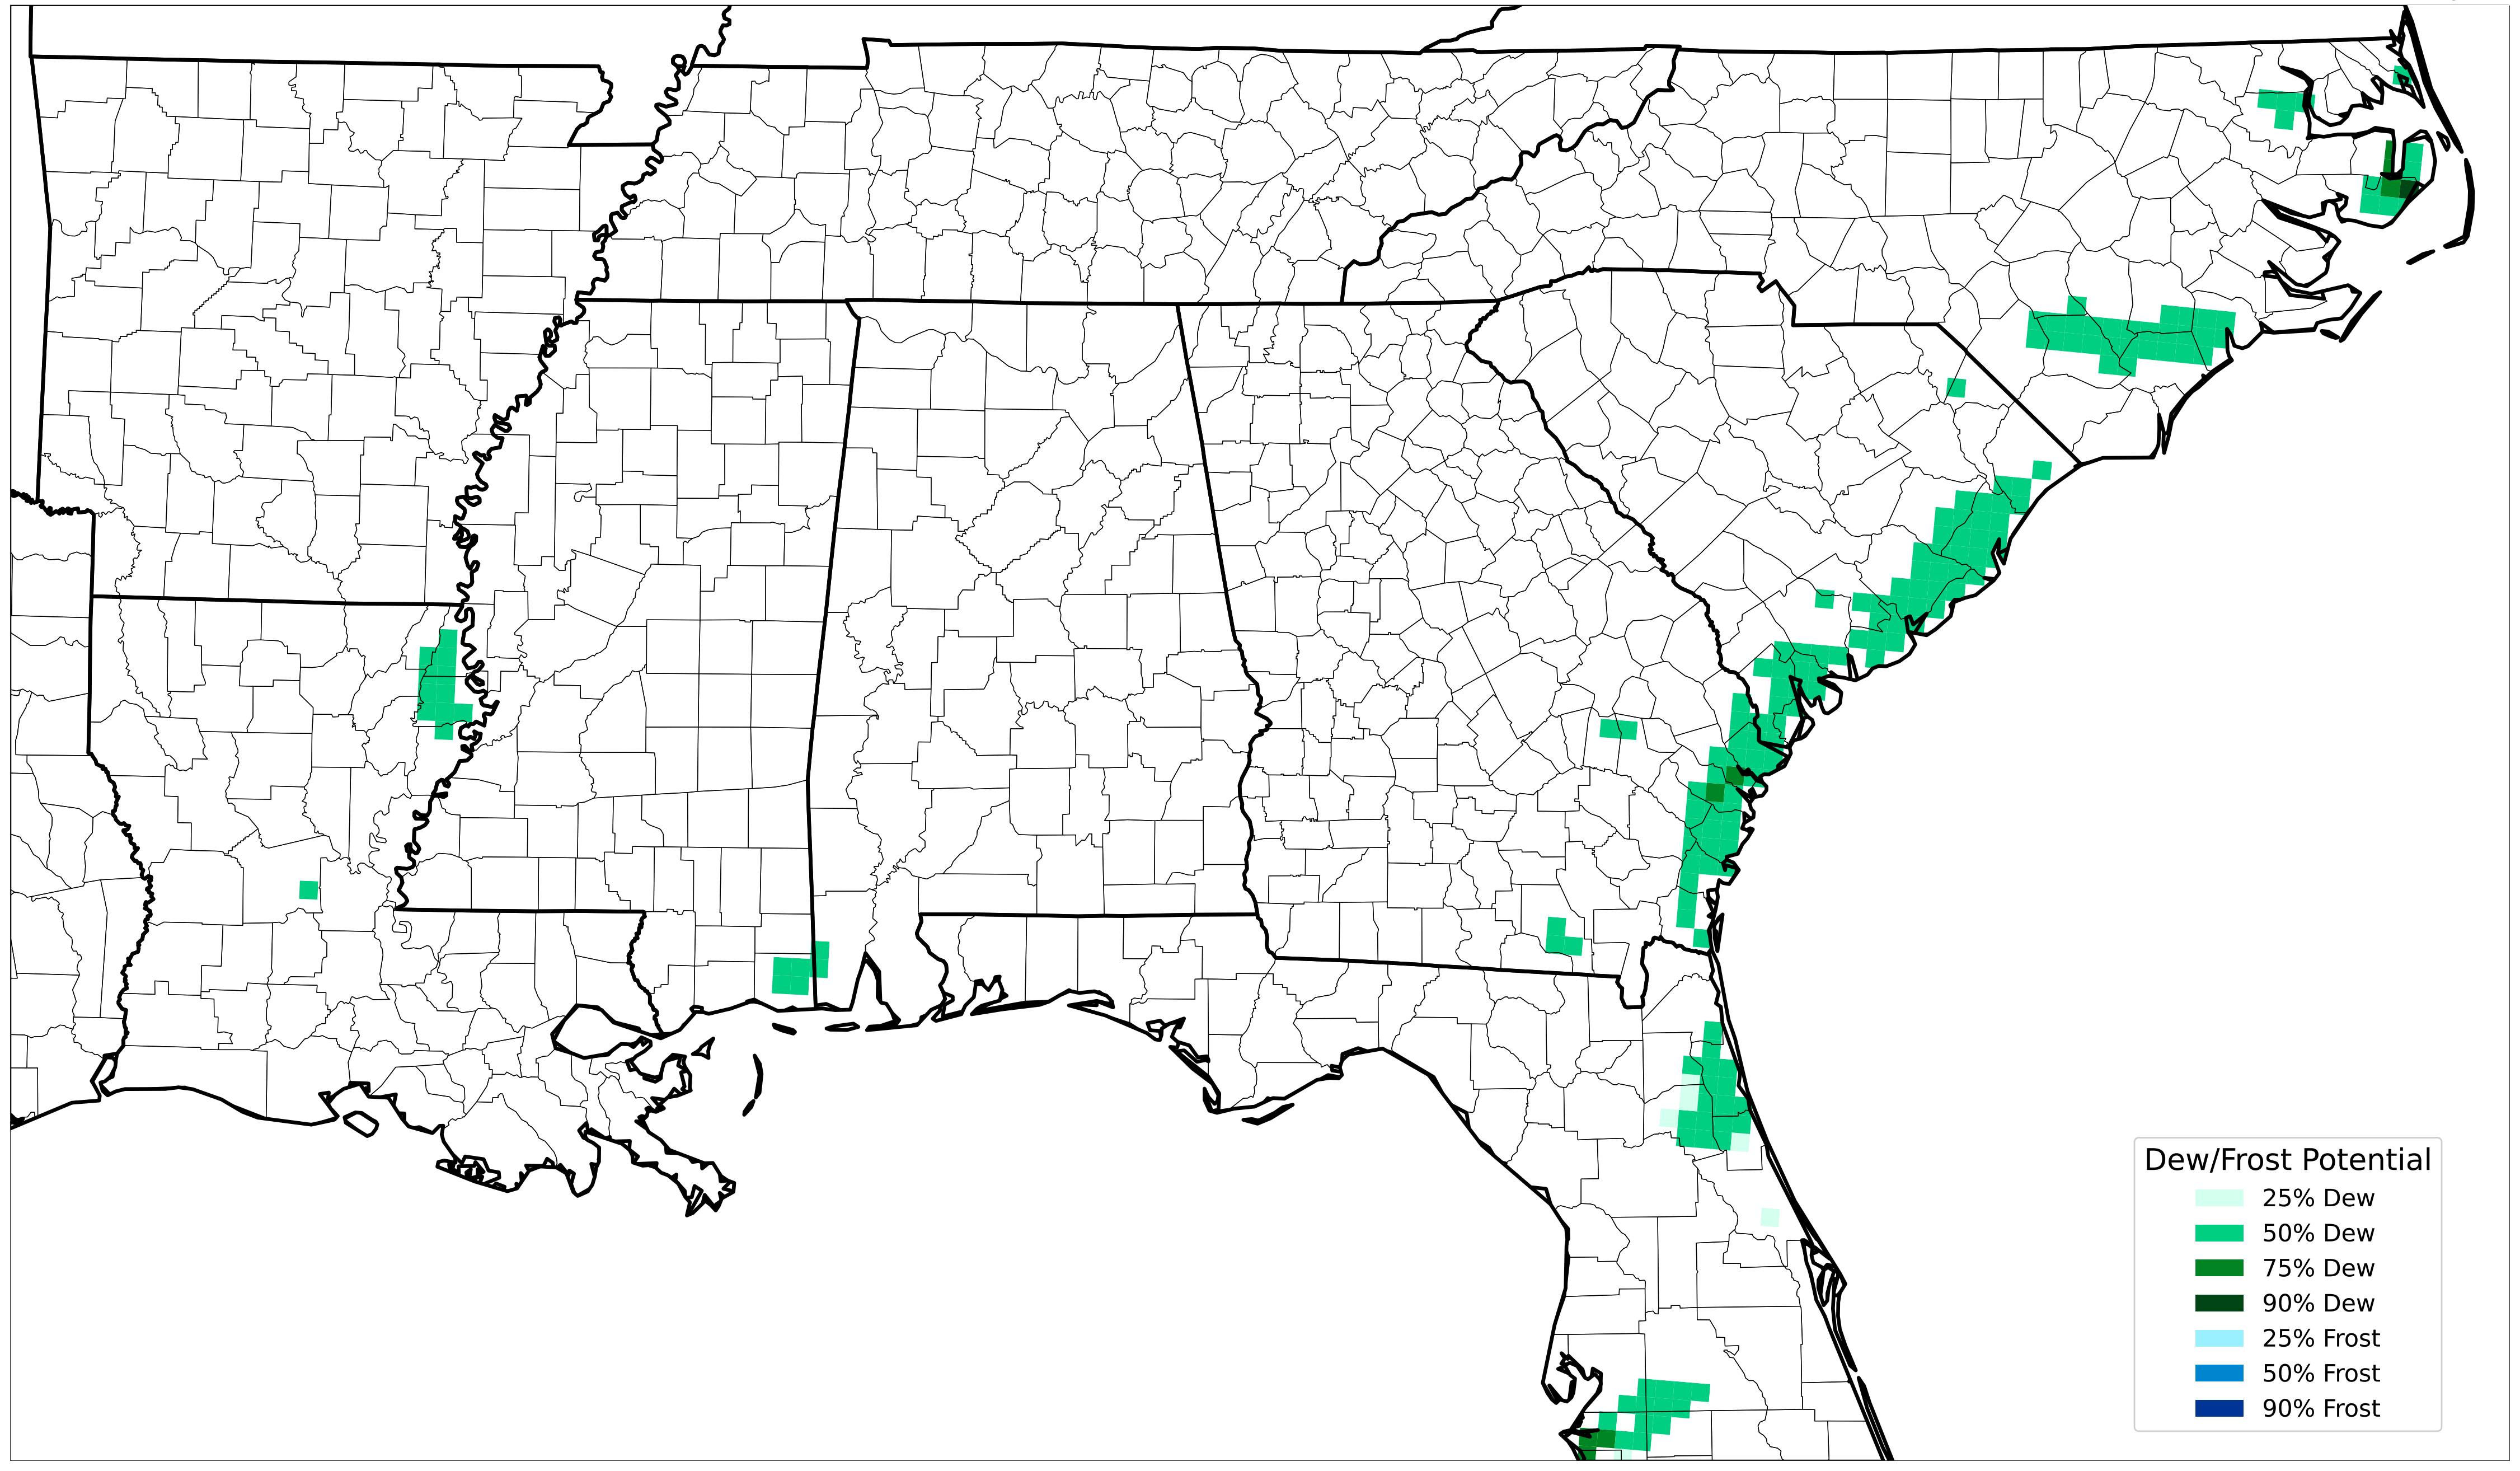 Dew/Frost Potential
25% Dew
50% Dew
75% Dew
90% Dew
25% Frost
50% Frost
90% Frost